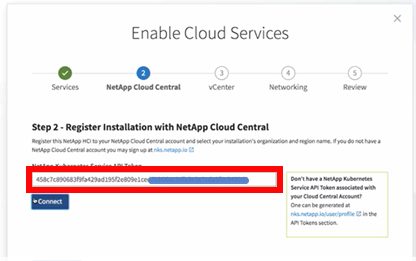 Enable Cloud Services
Services
2
NetApp Cloud Central
3
vCenter
4
Networking
5
Review
Step 2 - Register Installation with NetApp Cloud Central
Register this NetApp HCI to your NetApp Cloud Central account and select your installation's organization and region name. If you do not have a
NetApp Cloud Central account you may sign up at nks.netapp.io
NetApp Kubernetes Service API Token
458c7c890683f9fa429ad195f2e809e1cee
Connect
Don't have a NetApp Kubernetes
Service API Token associated with
your Cloud Central Account?
One can be generated at
nks.netapp.io/user/profile in the
API Tokens section.